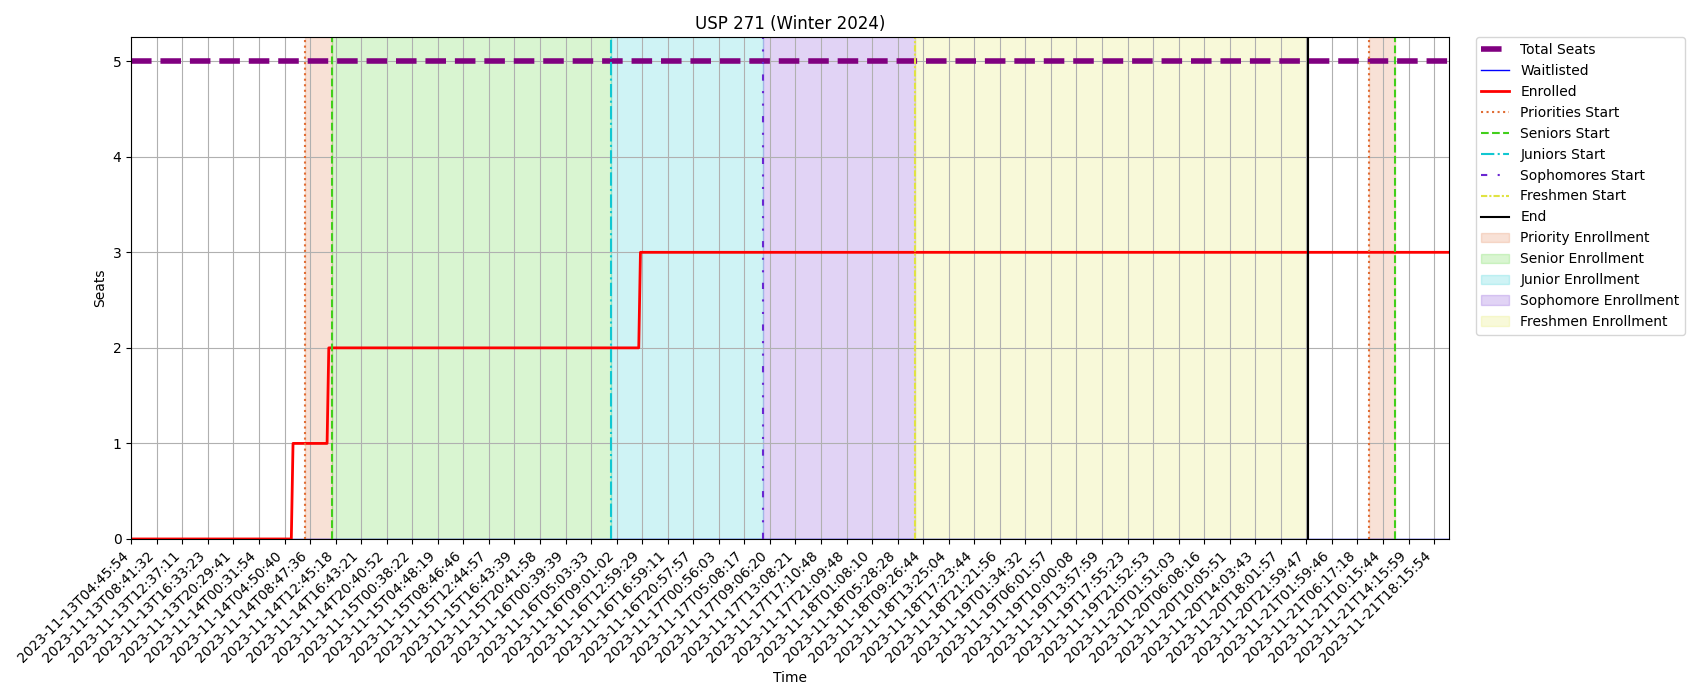 USP 271 (Winter 2024)
Seats
5
4
3
2
1
0
2023-11-13T04:45:54
2023-11-13T08:41:32
2023-11-13T12:37:11
2023-11-13T16:33:23
2023-11-13T20:29:41
2023-11-14T00:31:54
2023-11-14T04:50:40
2023-11-14T08:47:36
2023-11-14T12:45:18
2023-11-14T16:43:21
2023-11-14T20:40:52
2023-11-15T00:38:22
2023-11-15T04:48:19
2023-11-15T08:46:46
2023-11-15T12:44:57
2023-11-15T16:43:39
2023-11-15T20:41:58
2023-11-16T00:39:39
2023-11-16T05:03:33
2023-11-16T09:01:02
2023-11-16T12:59:29
2023-11-16T16:59:11
2023-11-16T20:57:57
2023-11-17T00:56:03
2023-11-17T05:08:17
2023-11-17T09:06:20
2023-11-17T13:08:21
2023-11-17T17:10:48
2023-11-17T21:09:48
2023-11-18T01:08:10
2023-11-18T05:28:28
2023-11-18T09:26:44
2023-11-18T13:25:04
2023-11-18T17:23:44
2023-11-18T21:21:56
2023-11-19T01:34:32
2023-11-19T06:01:57
2023-11-19T10:00:08
2023-11-19T13:57:59
2023-11-19T17:55:23
2023-11-19T21:52:53
2023-11-20T01:51:03
2023-11-20T06:08:16
2023-11-20T10:05:51
2023-11-20T14:03:43
2023-11-20T18:01:57
2023-11-20T21:59:47
2023-11-21T01:59:46
2023-11-21T06:17:18
2023-11-21T10:15:44
2023-11-21T14:15:59
2023-11-21T18:15:54
Time
Total Seats
Waitlisted
Enrolled
Priorities Start
Seniors Start
Juniors Start
Sophomores Start
Freshmen Start
End
Priority Enrollment
Senior Enrollment
Junior Enrollment
Sophomore Enrollment
Freshmen Enrollment